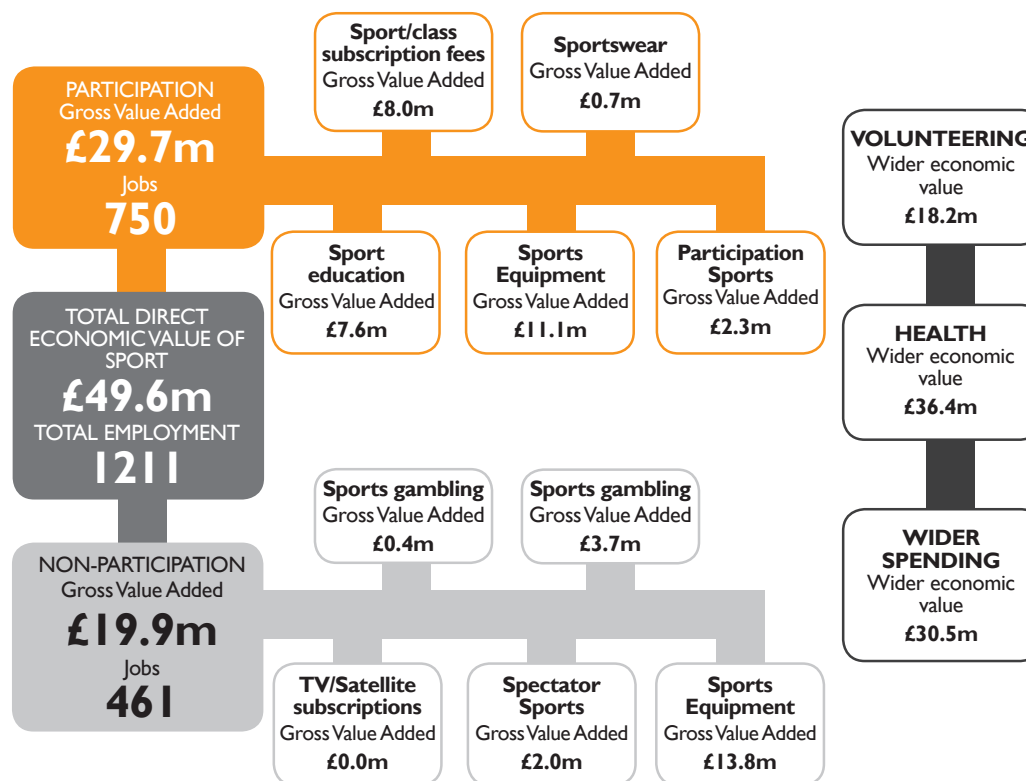 PARTICIPATION
Gross Value Added
£29.7m
Jobs
750
Sport/class
subscription fees
Gross Value Added
£8.0m
Sportswear
Gross Value Added
£0.7m
Sport
education
Gross Value Added
£7.6m
Sports
Equipment
Gross Value Added
£11.1m
Participation
Sports
Gross Value Added
£2.3m
TOTAL DIRECT
ECONOMIC VALUE OF
SPORT
£49.6m
TOTAL EMPLOYMENT
1211
NON-PARTICIPATION
Gross Value Added
£19.9m
Jobs
461
Sports gambling
Gross Value Added
£0.4m
Sports gambling
Gross Value Added
£3.7m
TV/Satellite
subscriptions
Gross Value Added
£0.0m
Spectator
Sports
Gross Value Added
£2.0m
Sports
Equipment
Gross Value Added
£13.8m
VOLUNTEERING
Wider economic
value
£18.2m
HEALTH
Wider economic
value
£36.4m
WIDER
SPENDING
Wider economic
value
£30.5m